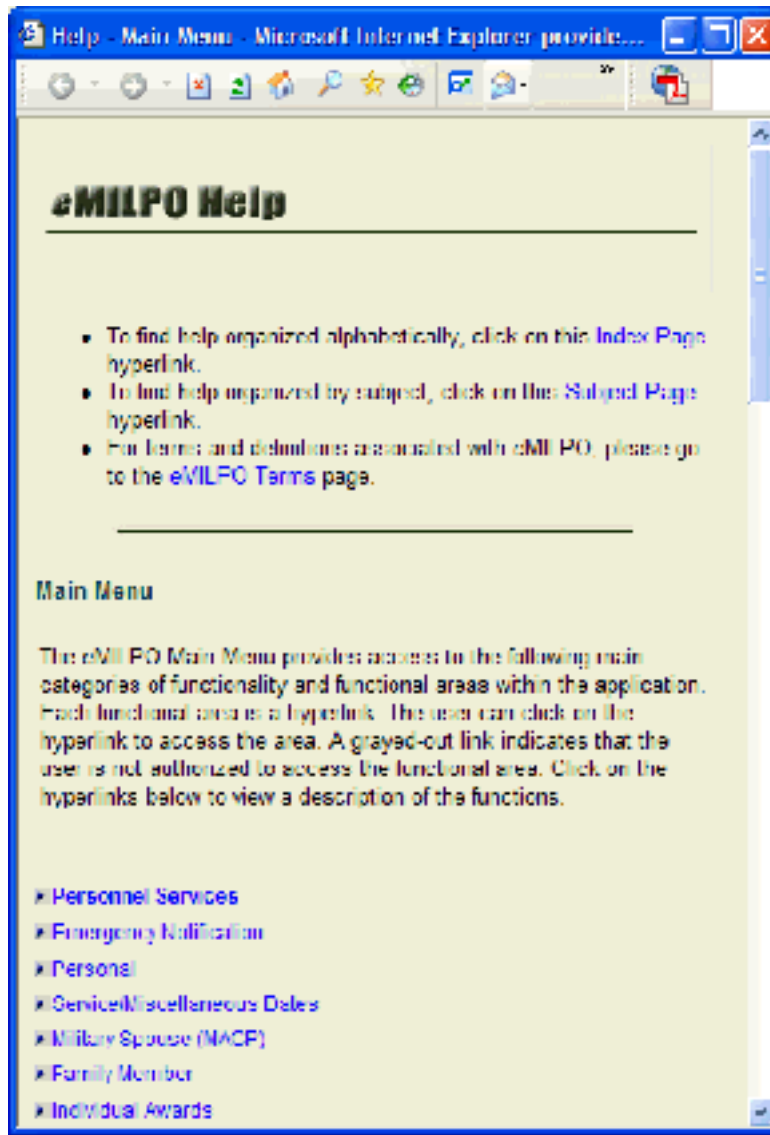 Help - Main Menu - Microsoft Internet Explorer provide...
eMILPO Help
To find help organized alphabetically, click on this Index Page
hyperlink.
To find help organized by subject, click on this Subject Page
hyperlink.
For terms and definitions associated with eMILPO, please go
to the eMILPO Terms page.
Main Menu
The eMILPO Main Menu provides access to the following main
categories of functionality and functional areas within the application.
Each functional area is a hyperlink. The user can click on the
hyperlink to access the area. A grayed-out link indicates that the
user is not authorized to access the functional area. Click on the
hyperlinks below to view a description of the functions.
Personnel Services
Emergency Notification
Personal
Service/Miscellaneous Dates
Military Spouse (MACP)
Family Member
Individual Awards